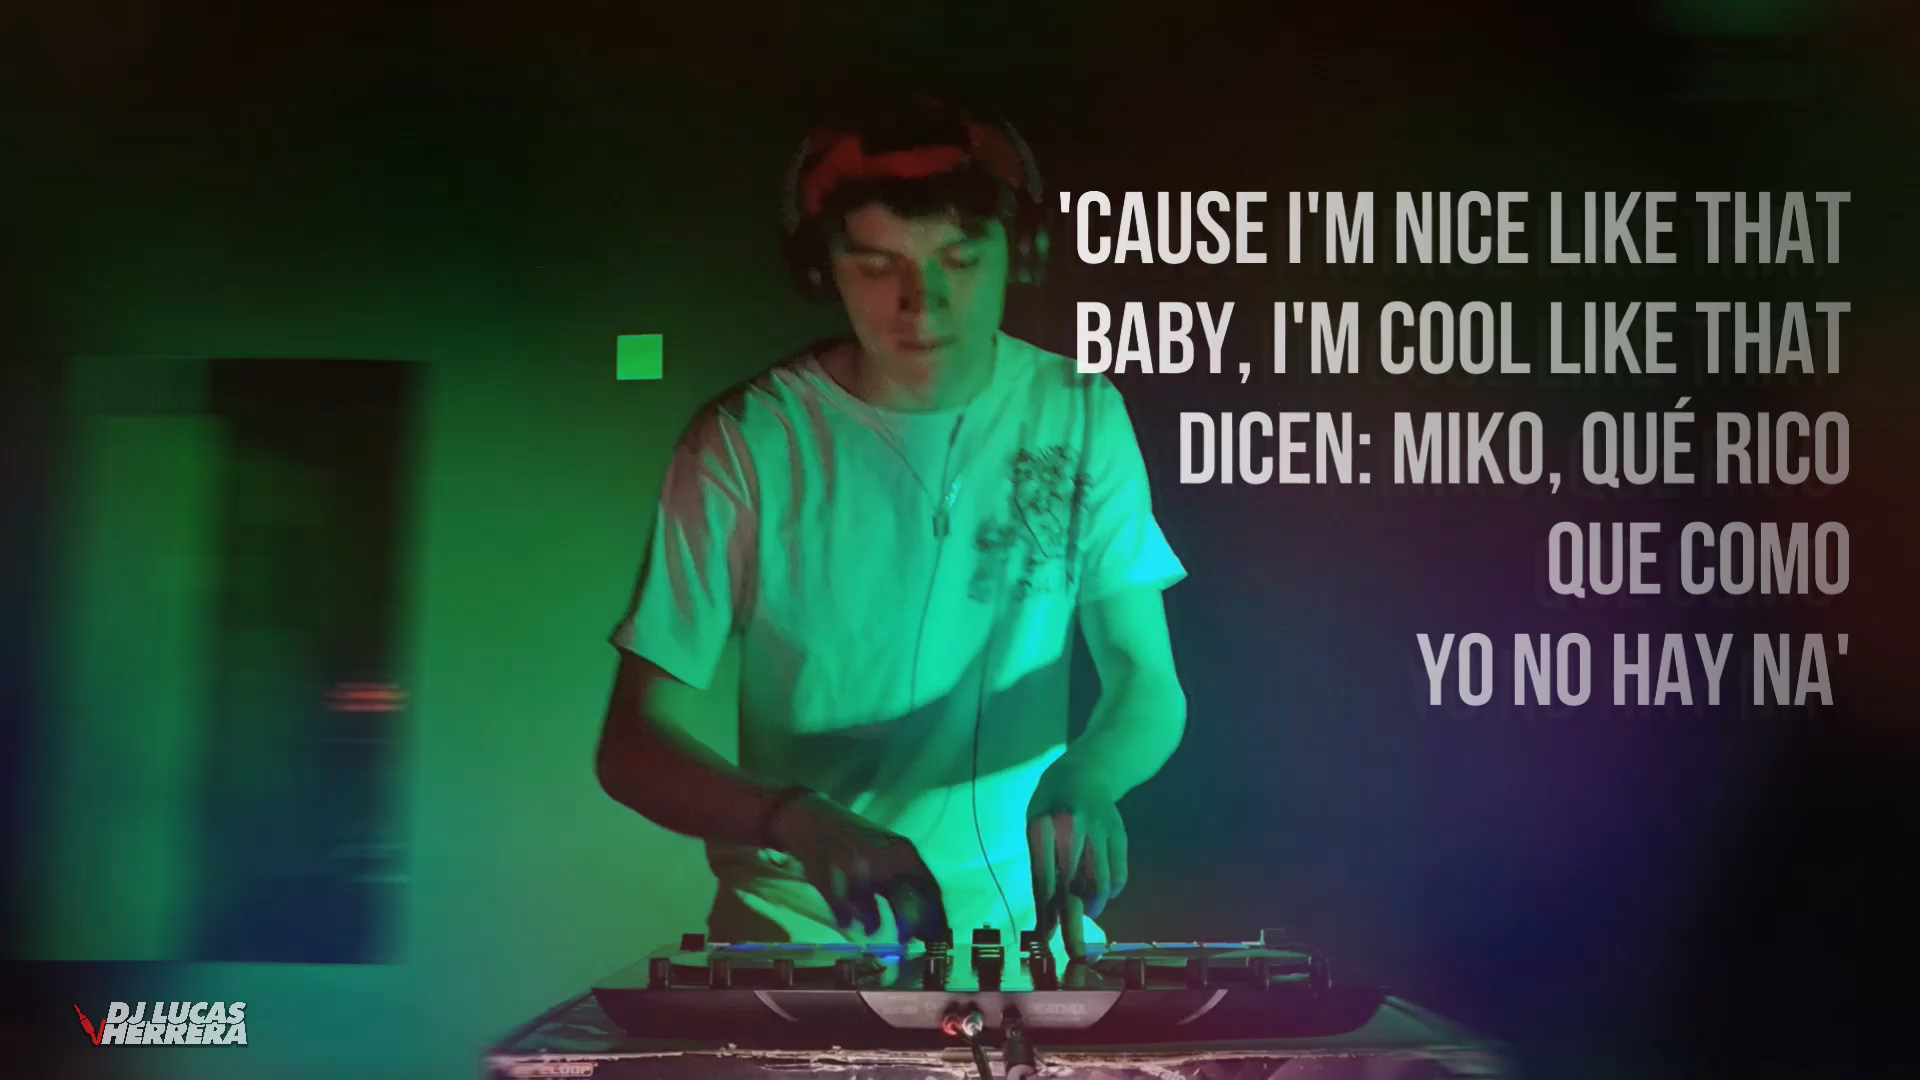 'CAUSE I'M NICE LIKE THAT
BABY, I'M COOL LIKE THAT
DICEN: MIKO, QUÉ RICO
QUE COMO
YO NO HAY NA'
DJ LUCAS
HERRERA